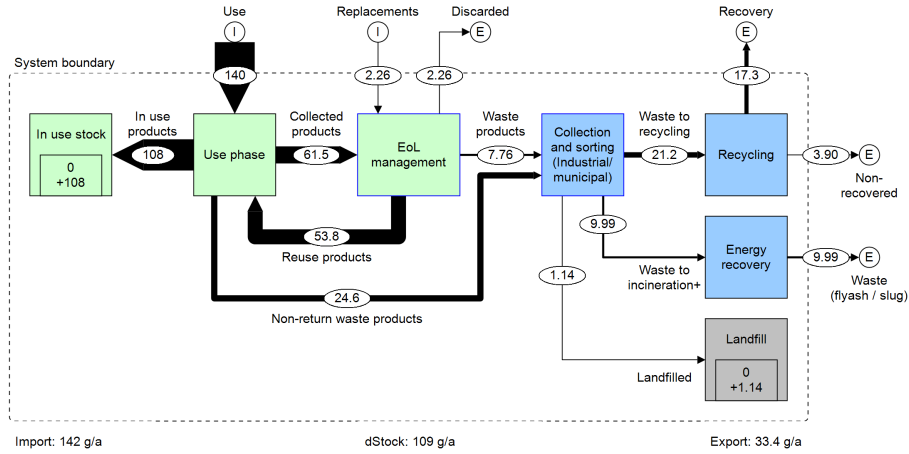 Use
Replacements
Discarded
Recovery
I
I
E
E
System boundary
140
2.26
2.26
17.3
In use stock
0
+108
In use
products
108
Use phase
Collected
products
61.5
EoL
management
Waste
products
7.76
Collection
and sorting
(Industrial/
municipal)
Waste to
recycling
21.2
Recycling
3.90
E
Non-
recovered
53.8
Reuse products
24.6
Non-return waste products
9.99
1.14
Waste to
incineration+
Energy
recovery
9.99
E
Waste
(flyash / slug)
Landfilled
Landfill
0
+1.14
Import: 142 g/a
dStock: 109 g/a
Export: 33.4 g/a